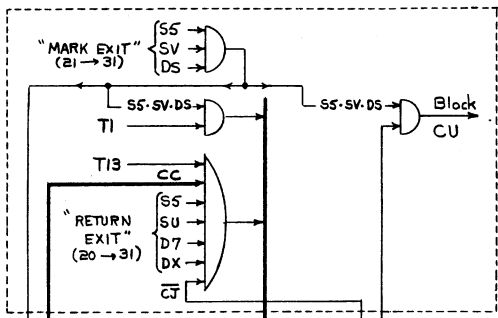 S5
"MARK EXIT" SV
(21→31) DS
S5·SV·DS
T1
S5·SV·DS
Block
CU
T13
CC
S5
"RETURN SU
EXIT" D7
(20→31) DX
C̅J̅